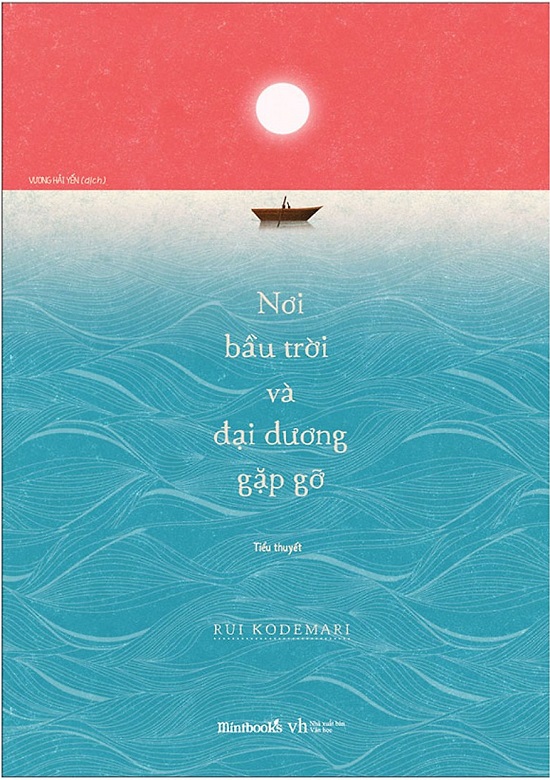 VƯƠNG HẢI YẾN (dịch)
Nơi
bầu trời
và
đại dương
gặp gỡ
Tiểu thuyết
RUI KODEMARI
mintbooks vh Nhà xuất bản
Văn học